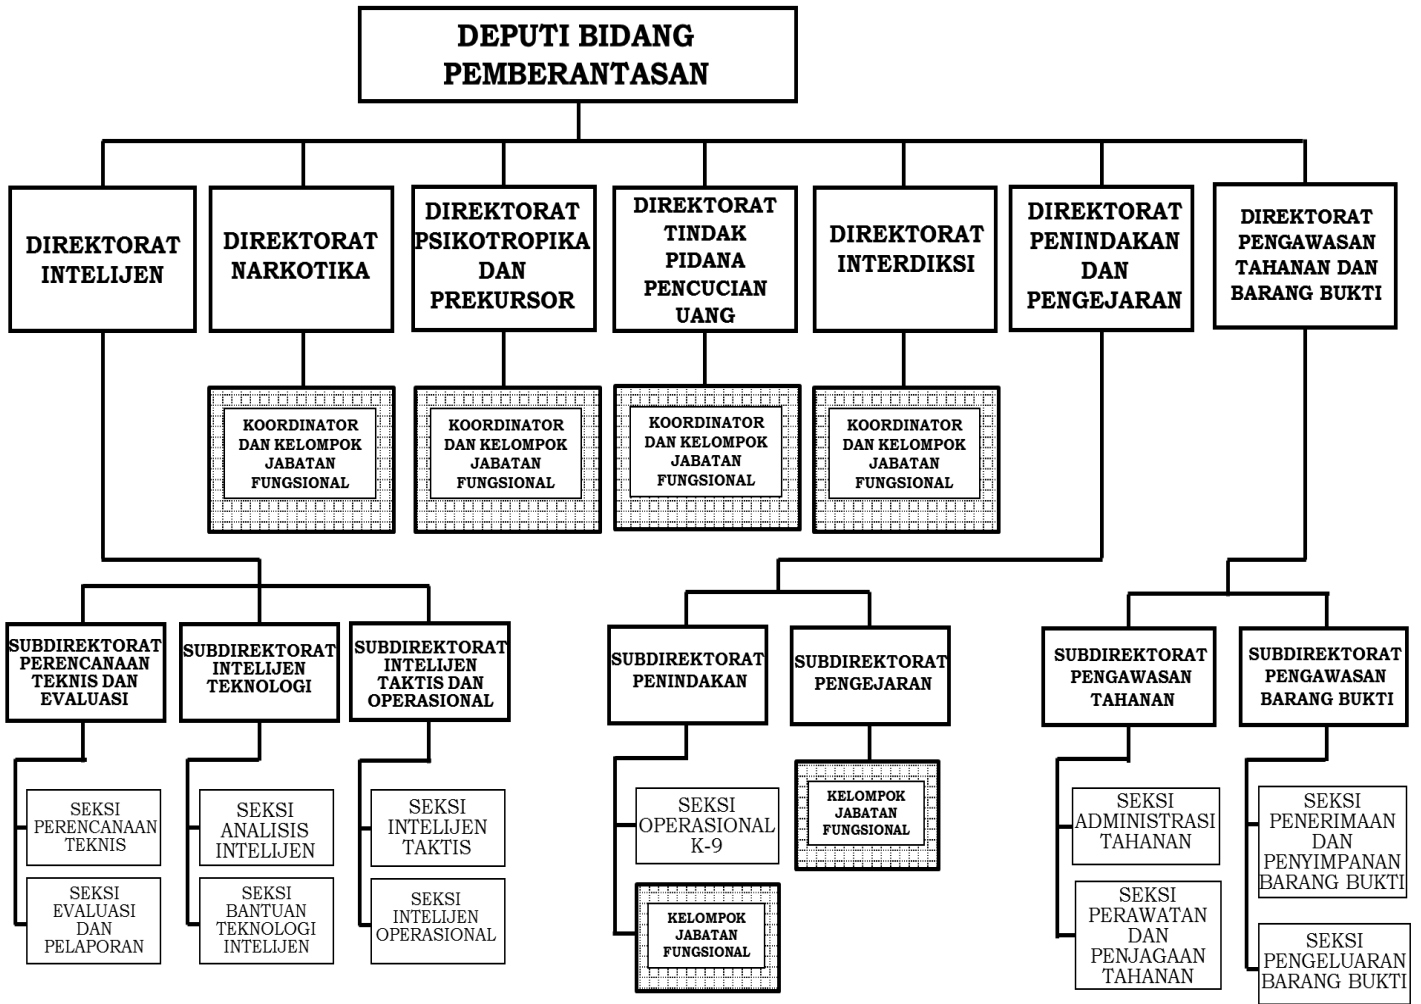 DEPUTI BIDANG
PEMBERANTASAN
DIREKTORAT
INTELIJEN
DIREKTORAT
NARKOTIKA
DIREKTORAT
PSIKOTROPIKA
DAN
PREKURSOR
DIREKTORAT
TINDAK
PIDANA
PENCUCIAN
UANG
DIREKTORAT
INTERDIKSI
DIREKTORAT
PENINDAKAN
DAN
PENGEJARAN
DIREKTORAT
PENGAWASAN
TAHANAN DAN
BARANG BUKTI
KOORDINATOR
DAN KELOMPOK
JABATAN
FUNGSIONAL
KOORDINATOR
DAN KELOMPOK
JABATAN
FUNGSIONAL
KOORDINATOR
DAN KELOMPOK
JABATAN
FUNGSIONAL
KOORDINATOR
DAN KELOMPOK
JABATAN
FUNGSIONAL
SUBDIREKTORAT
PERENCANAAN
TEKNIS DAN
EVALUASI
SUBDIREKTORAT
INTELIJEN
TEKNOLOGI
SUBDIREKTORAT
INTELIJEN
TAKTIS DAN
OPERASIONAL
SUBDIREKTORAT
PENINDAKAN
SUBDIREKTORAT
PENGEJARAN
SUBDIREKTORAT
PENGAWASAN
TAHANAN
SUBDIREKTORAT
PENGAWASAN
BARANG BUKTI
SEKSI
PERENCANAAN
TEKNIS
SEKSI
ANALISIS
INTELIJEN
SEKSI
INTELIJEN
TAKTIS
SEKSI
OPERASIONAL
K-9
KELOMPOK
JABATAN
FUNGSIONAL
SEKSI
ADMINISTRASI
TAHANAN
SEKSI
PENERIMAAN
DAN
PENYIMPANAN
BARANG BUKTI
SEKSI
EVALUASI
DAN
PELAPORAN
SEKSI
BANTUAN
TEKNOLOGI
INTELIJEN
SEKSI
INTELIJEN
OPERASIONAL
KELOMPOK
JABATAN
FUNGSIONAL
SEKSI
PERAWATAN
DAN
PENJAGAAN
TAHANAN
SEKSI
PENGELUARAN
BARANG BUKTI